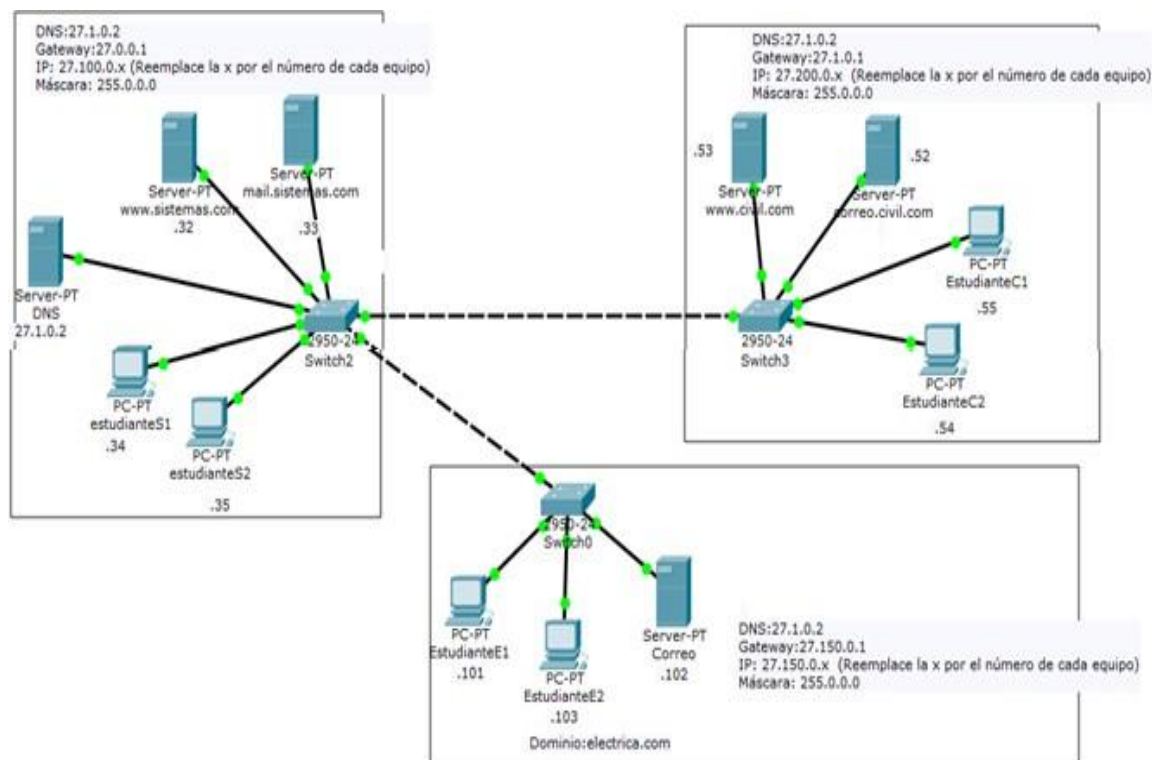 DNS:27.1.0.2
Gateway:27.0.0.1
IP: 27.100.0.x (Reemplace la x por el número de cada equipo)
Máscara: 255.0.0.0
Server-PT
www.sistemas.com
.32
Server-PT
mail.sistemas.com
.33
Server-PT
DNS
27.1.0.2
2950-24
Switch2
PC-PT
estudianteS1
.34
PC-PT
estudianteS2
.35
DNS:27.1.0.2
Gateway:27.1.0.1
IP: 27.200.0.x (Reemplace la x por el número de cada equipo)
Máscara: 255.0.0.0
.53
Server-PT
www.civil.com
.52
Server-PT
correo.civil.com
PC-PT
EstudianteC1
.55
2950-24
Switch3
PC-PT
EstudianteC2
.54
2950-24
Switch0
PC-PT
EstudianteE1
.101
PC-PT
EstudianteE2
.103
Server-PT
Correo
.102
DNS:27.1.0.2
Gateway:27.150.0.1
IP: 27.150.0.x (Reemplace la x por el número de cada equipo)
Máscara: 255.0.0.0
Dominio:electrica.com